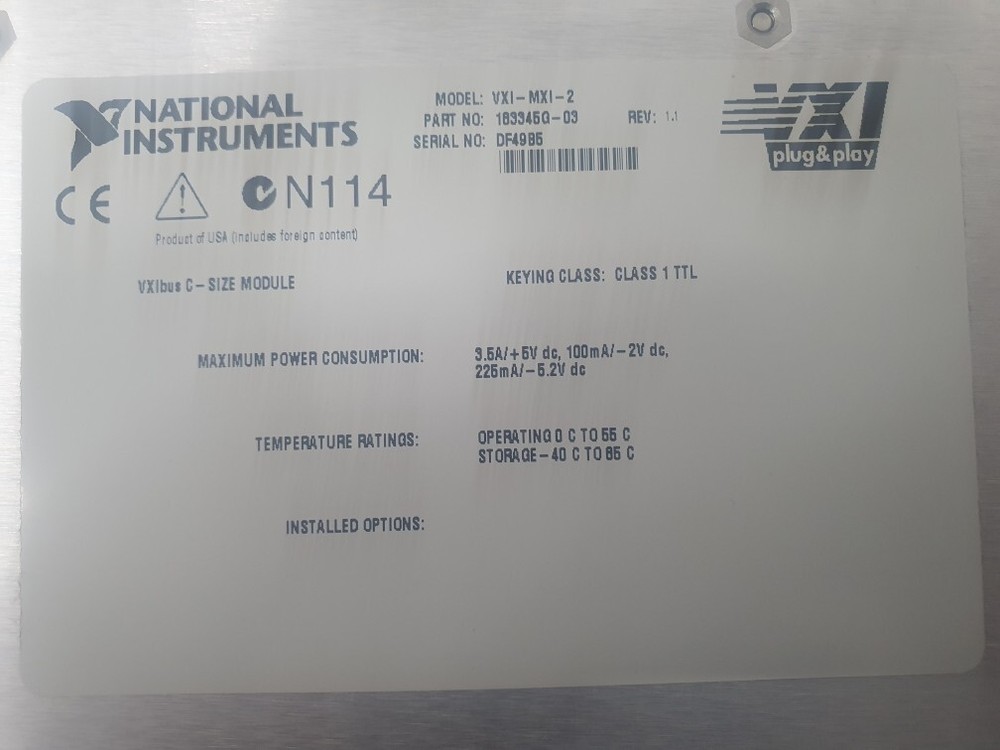 NATIONAL
INSTRUMENTS
MODEL: VXI-MXI-2
PART NO: 183345G-03 REV: 1.1
SERIAL NO: DF49B5
VXI
plug&play
CE
N114
Product of USA (includes foreign content)
VXIbus C-SIZE MODULE
KEYING CLASS: CLASS 1 TTL
MAXIMUM POWER CONSUMPTION: 3.5A/+5V dc, 100mA/-2V dc,
225mA/-5.2V dc
TEMPERATURE RATINGS: OPERATING 0 C TO 55 C
STORAGE -40 C TO 85 C
INSTALLED OPTIONS: